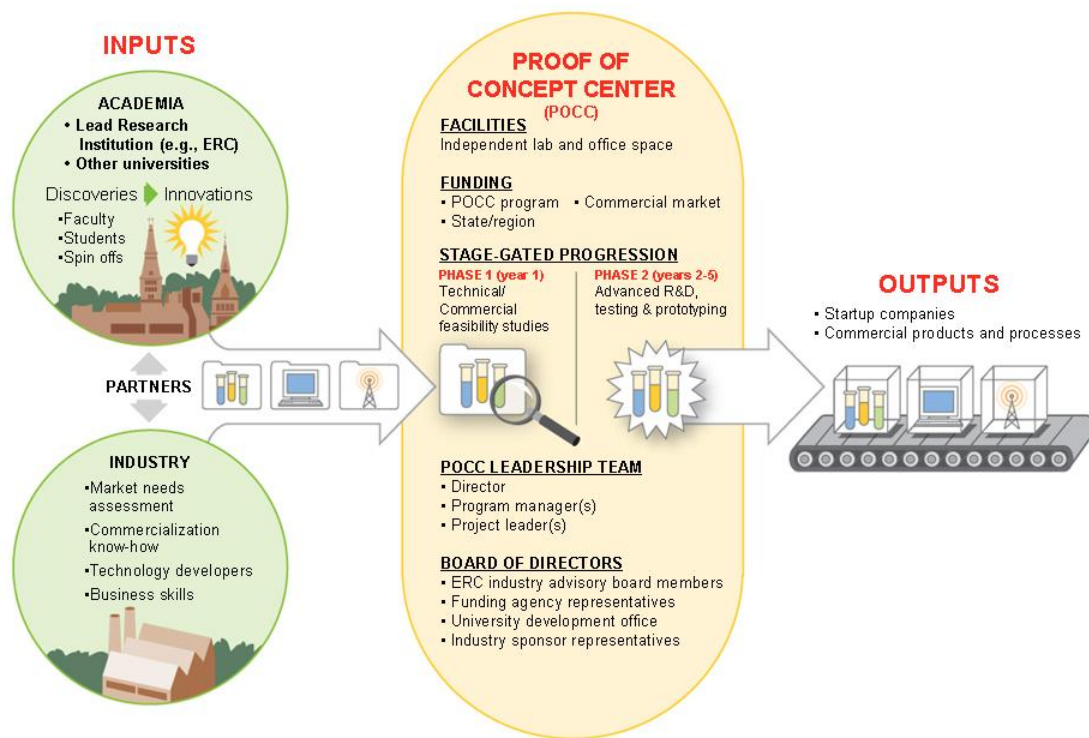 INPUTS
ACADEMIA
• Lead Research
Institution (e.g., ERC)
• Other universities
Discoveries Innovations
▪Faculty
▪Students
▪Spin offs
PARTNERS
INDUSTRY
▪Market needs
assessment
▪Commercialization
know-how
▪Technology developers
▪Business skills
PROOF OF
CONCEPT CENTER
(POCC)
FACILITIES
Independent lab and office space
FUNDING
▪ POCC program ▪ Commercial market
▪ State/region
STAGE-GATED PROGRESSION
PHASE 1 (year 1)
Technical/
Commercial
feasibility studies
PHASE 2 (years 2-5)
Advanced R&D,
testing & prototyping
POCC LEADERSHIP TEAM
▪ Director
▪ Program manager(s)
▪ Project leader(s)
BOARD OF DIRECTORS
▪ ERC industry advisory board members
▪ Funding agency representatives
▪ University development office
▪ Industry sponsor representatives
OUTPUTS
▪ Startup companies
▪ Commercial products and processes